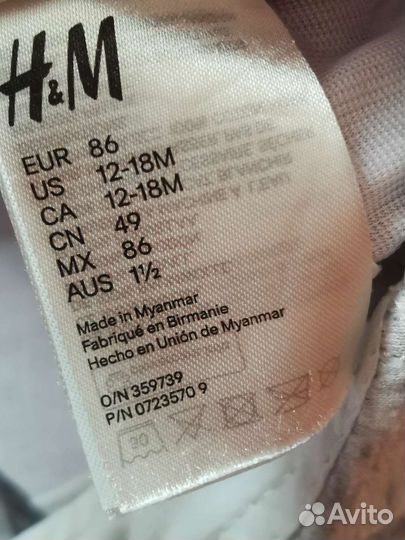 H&M
EUR 86
US 12-18M
CA 12-18M
CN 49
MX 86
AUS 1½
Made in Myanmar
Fabriqué en Birmanie
Hecho en Unión de Myanmar
O/N 359739
P/N 0723570 9
30
Avito